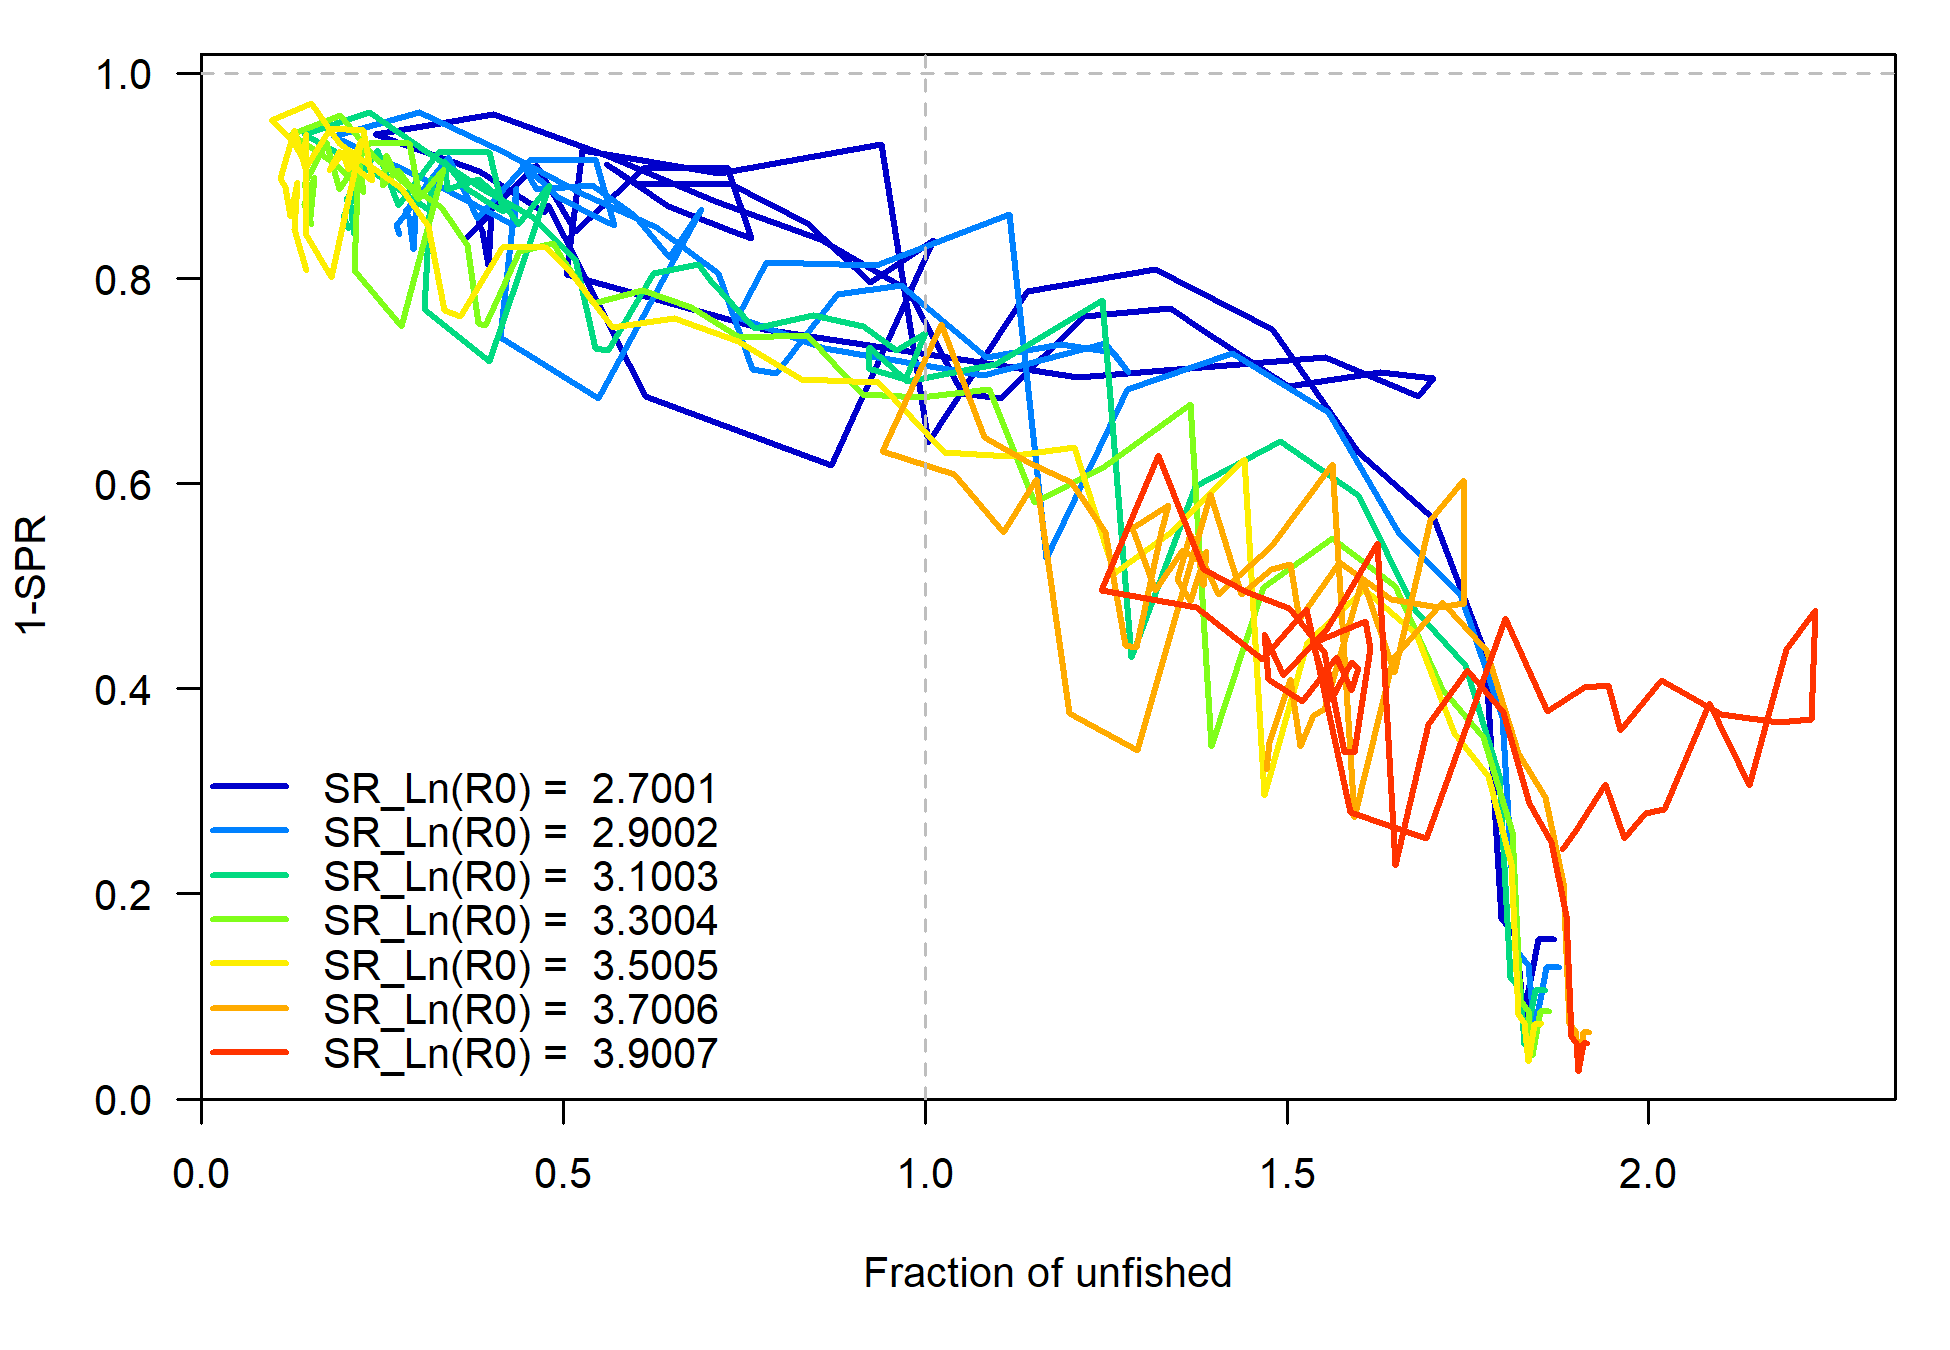 1.0
0.8
0.6
0.4
0.2
0.0
1-SPR
SR_Ln(R0) = 2.7001
SR_Ln(R0) = 2.9002
SR_Ln(R0) = 3.1003
SR_Ln(R0) = 3.3004
SR_Ln(R0) = 3.5005
SR_Ln(R0) = 3.7006
SR_Ln(R0) = 3.9007
0.0 0.5 1.0 1.5 2.0
Fraction of unfished